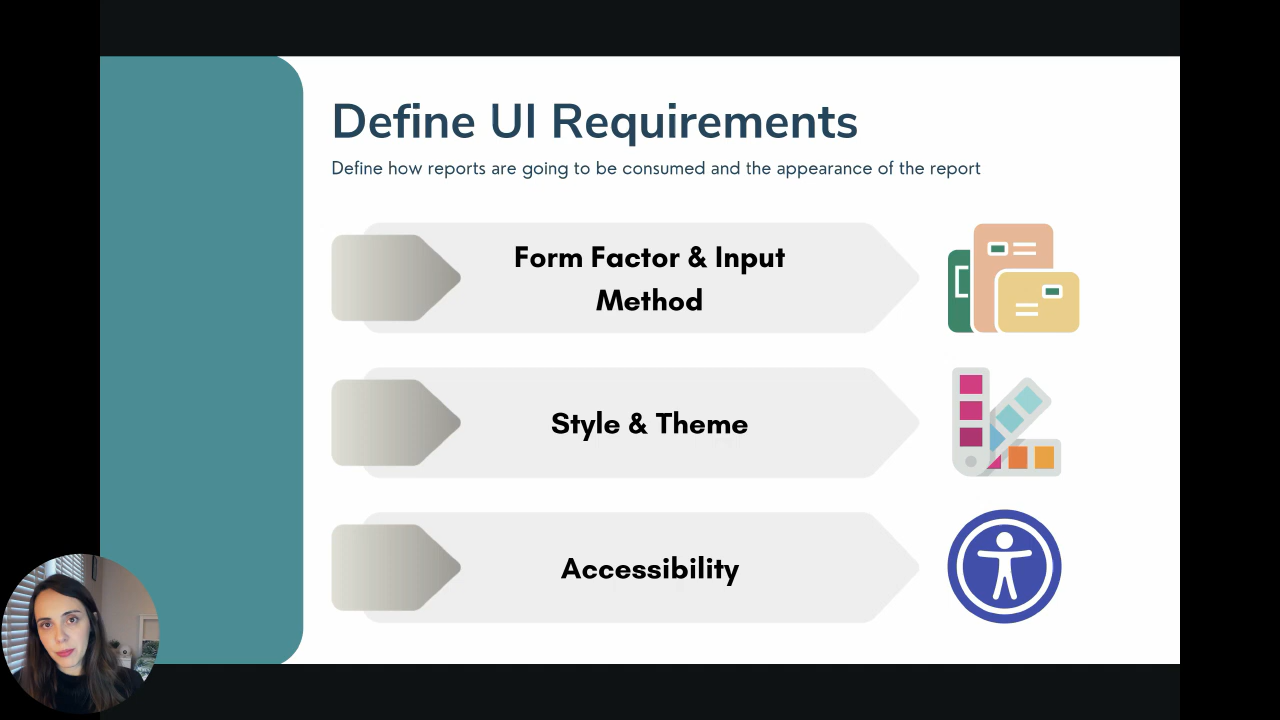 Define UI Requirements
Define how reports are going to be consumed and the appearance of the report
Form Factor & Input
Method
Style & Theme
Accessibility